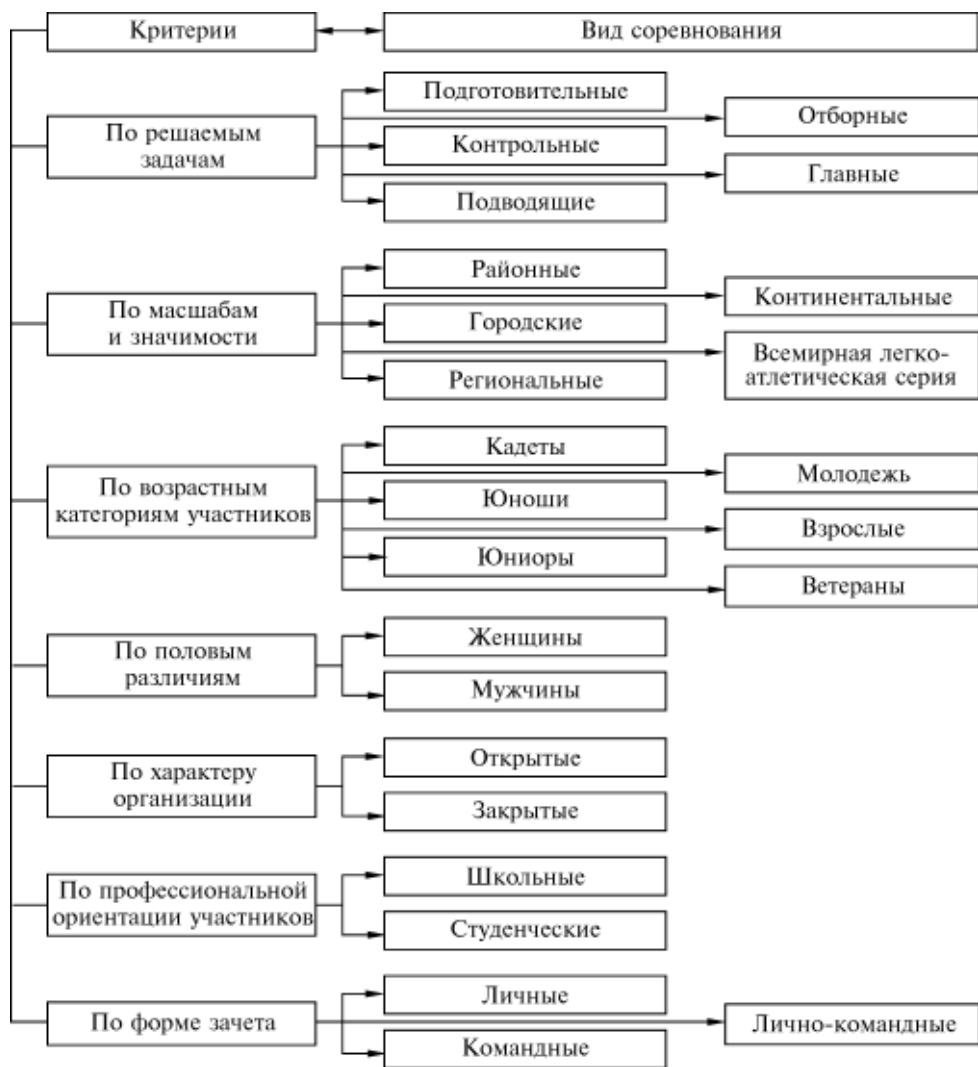 Критерии
Вид соревнования
По решаемым
задачам
Подготовительные
Отборные
Контрольные
Главные
Подводящие
По масшабам
и значимости
Районные
Континентальные
Городские
Всемирная легко-
атлетическая серия
Региональные
По возрастным
категориям участников
Кадеты
Молодежь
Юноши
Взрослые
Юниоры
Ветераны
По половым
различиям
Женщины
Мужчины
По характеру
организации
Открытые
Закрытые
По профессиональной
ориентации участников
Школьные
Студенческие
По форме зачета
Личные
Лично-командные
Командные